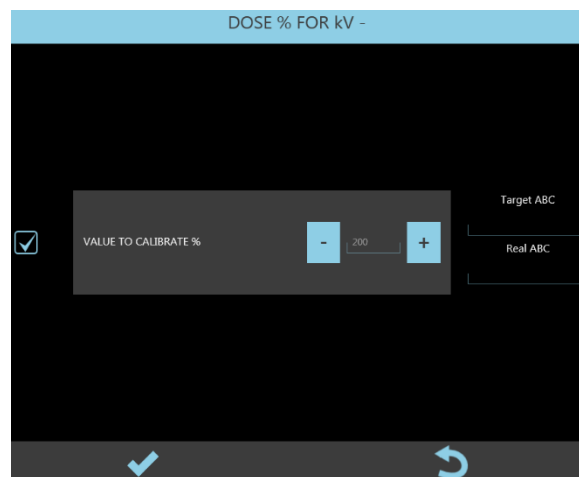 DOSE % FOR kV -
Target ABC
VALUE TO CALIBRATE %
-
200
+
Real ABC